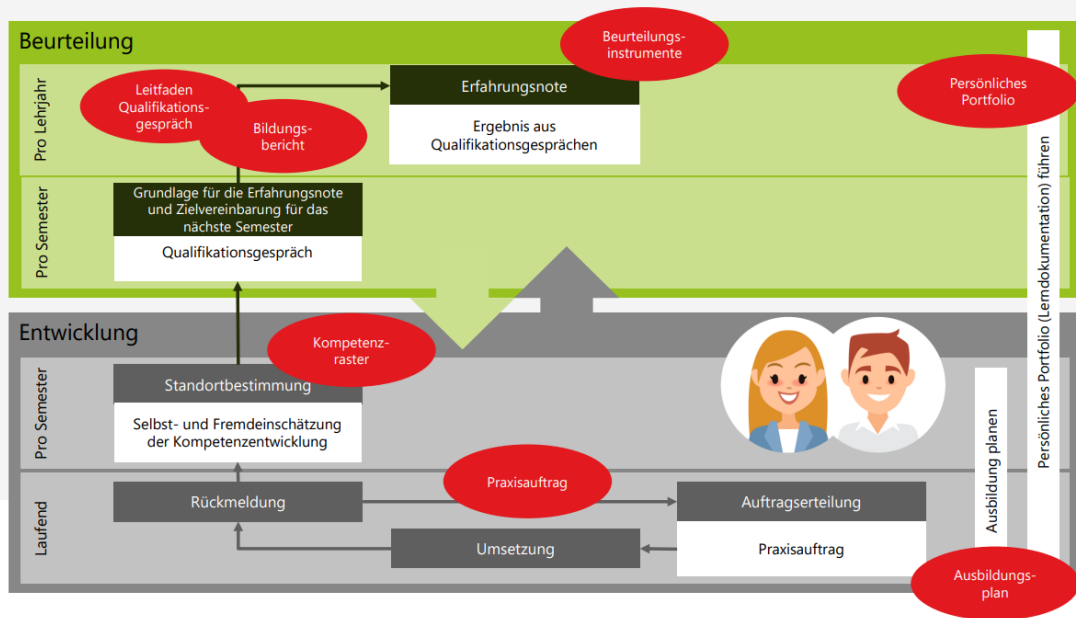 Beurteilung
Beurteilungs-
instrumente
Pro Lehrjahr
Leitfaden
Qualifikations-
gespräch
Bildungs-
bericht
Erfahrungsnote
Ergebnis aus
Qualifikationsgesprächen
Persönliches
Portfolio
Pro Semester
Grundlage für die Erfahrungsnote
und Zielvereinbarung für das
nächste Semester
Qualifikationsgespräch
Persönliches Portfolio (Lerndokumentation) führen
Entwicklung
Kompetenz-
raster
Pro Semester
Standortbestimmung
Selbst- und Fremdeinschätzung
der Kompetenzentwicklung
Ausbildung planen
Laufend
Rückmeldung
Praxisauftrag
Auftragserteilung
Umsetzung
Praxisauftrag
Ausbildungs-
plan